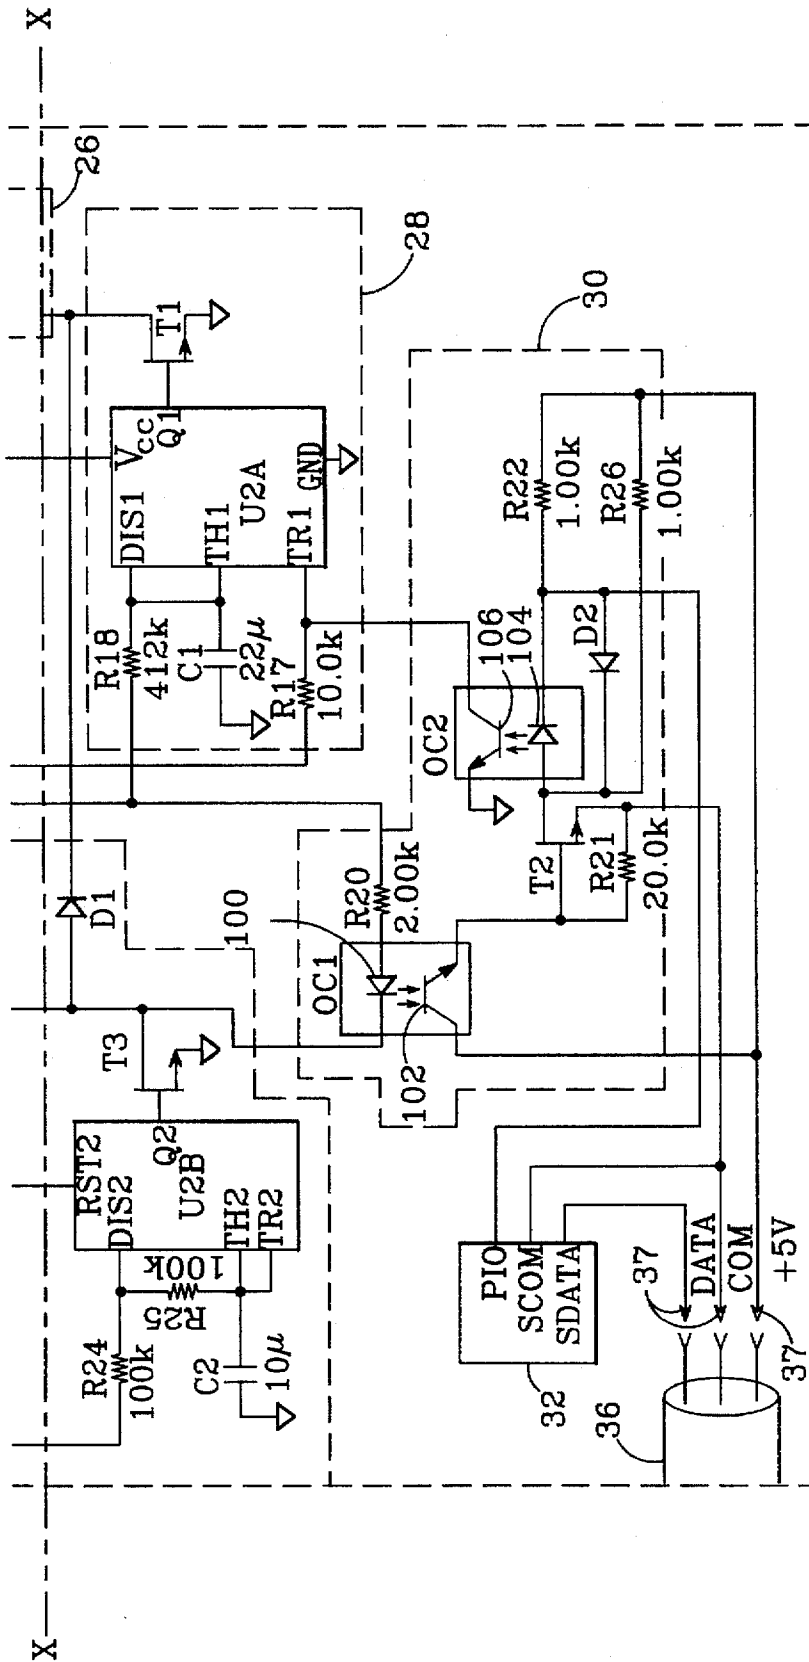 X
X
26
28
30
T1
Vcc
Q1
DIS1
U2A
TH1
TR1
GND
R18
412k
C1
22μ
R17
10.0k
R22
1.00k
R26
1.00k
D2
106
104
OC2
T2
R21
20.0k
R20
2.00k
100
OC1
102
D1
T3
RST2
Q2
DIS2
U2B
TH2
TR2
100k
R25
R24
100k
C2
10μ
PIO
SCOM
SDATA
32
37
DATA
COM
+5V
37
36